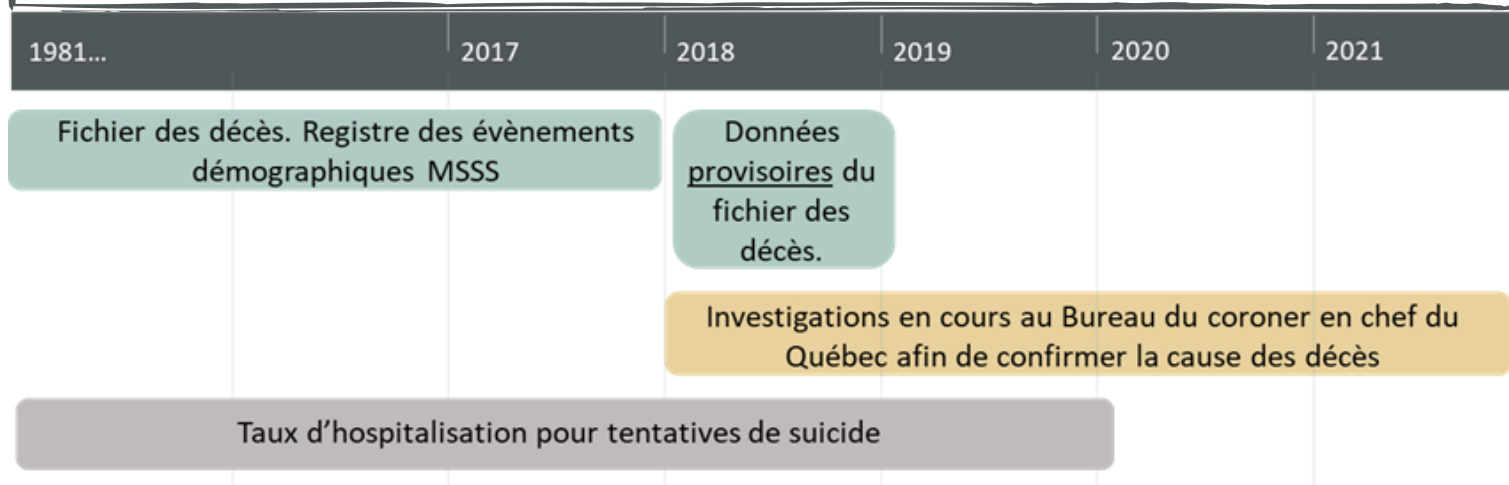 1981...
2017
2018
2019
2020
2021
Fichier des décès. Registre des évènements
démographiques MSSS
Données
provisoires du
fichier des
décès.
Investigations en cours au Bureau du coroner en chef du
Québec afin de confirmer la cause des décès
Taux d’hospitalisation pour tentatives de suicide